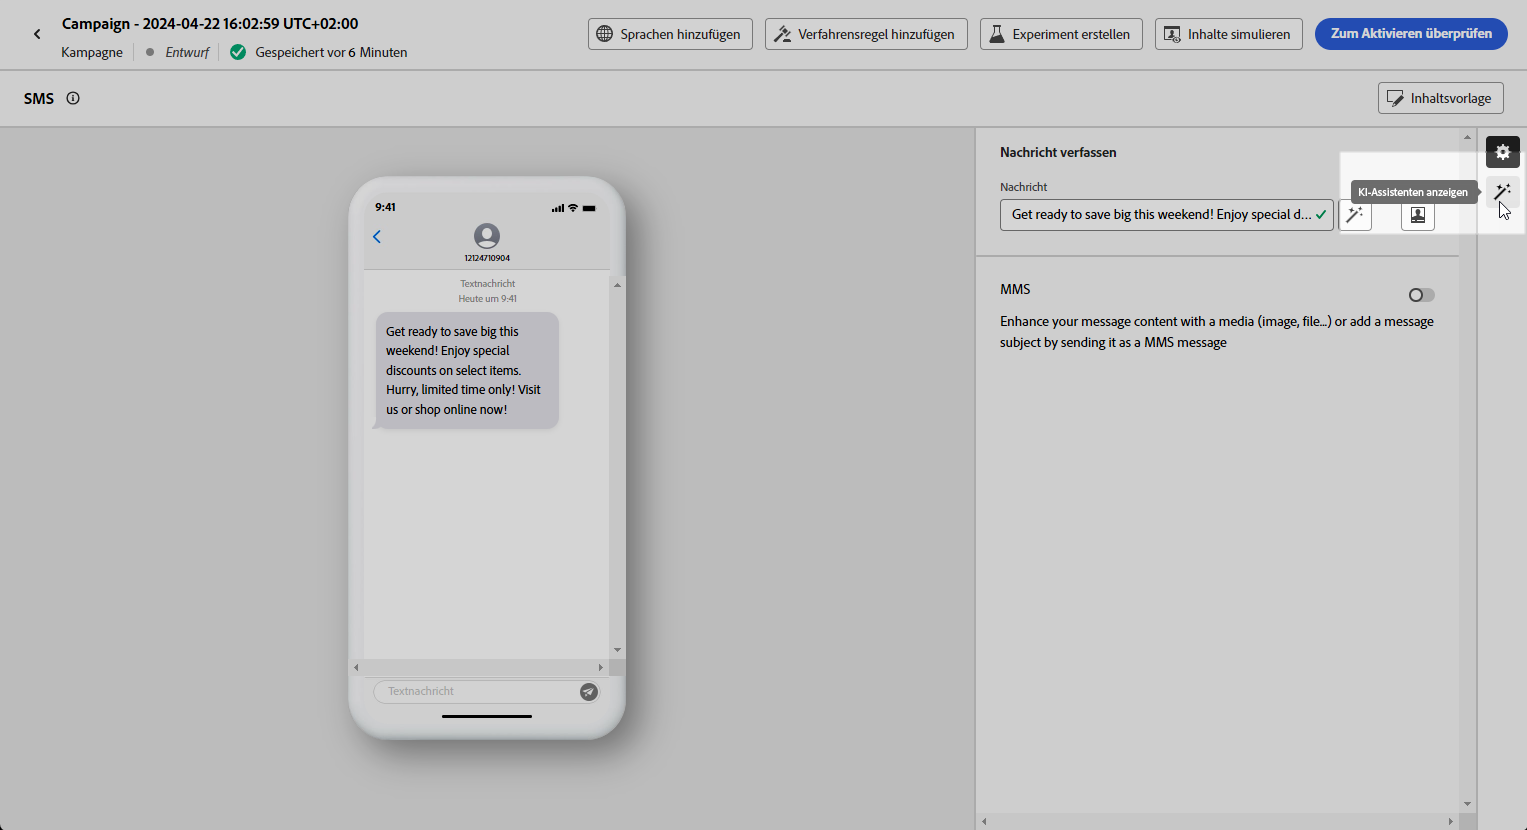 Campaign - 2024-04-22 16:02:59 UTC+02:00
Kampagne
Entwurf
Gespeichert vor 6 Minuten
Sprachen hinzufügen
Verfahrensregel hinzufügen
Experiment erstellen
Inhalte simulieren
Zum Aktivieren überprüfen
SMS
Inhaltsvorlage
9:41
12124710904
Textnachricht
Heute um 9:41
Get ready to save big this
weekend! Enjoy special
discounts on select items.
Hurry, limited time only! Visit
us or shop online now!
Textnachricht
Nachricht verfassen
Nachricht
KI-Assistenten anzeigen
Get ready to save big this weekend! Enjoy special d...
MMS
Enhance your message content with a media (image, file...) or add a message
subject by sending it as a MMS message